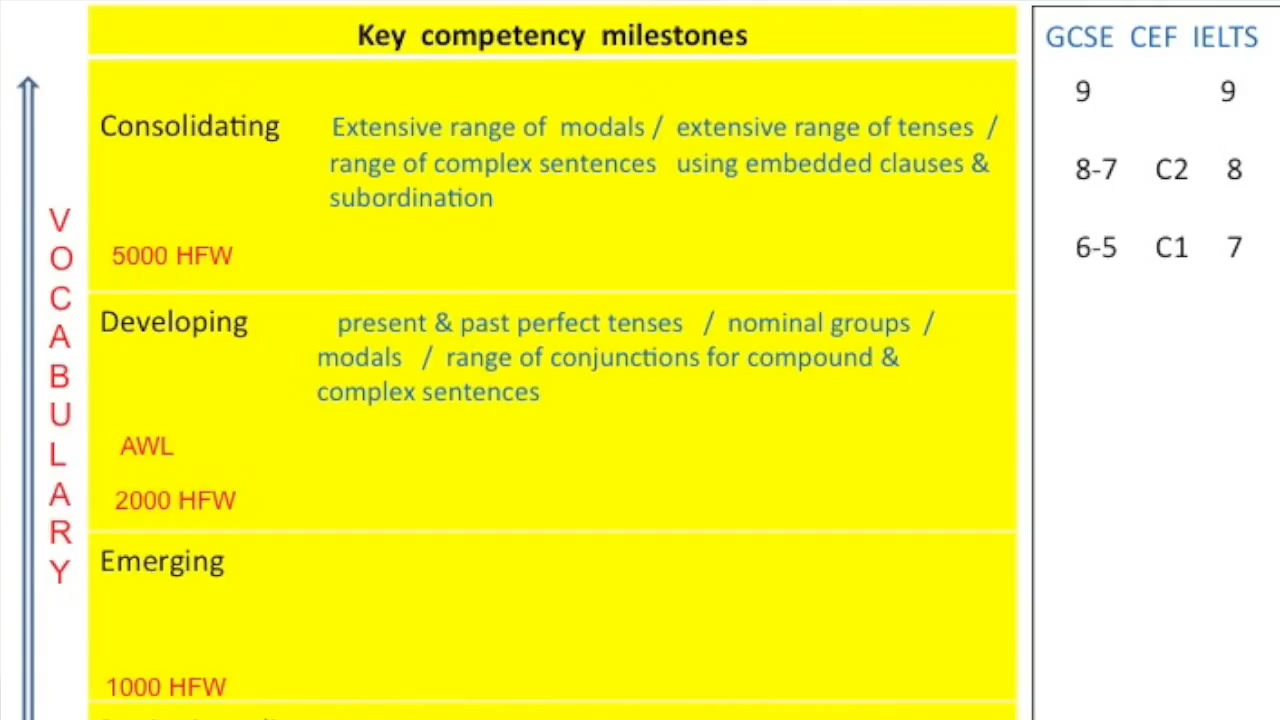 Key competency milestones
Consolidating Extensive range of modals / extensive range of tenses /
range of complex sentences using embedded clauses &
subordination
5000 HFW
Developing present & past perfect tenses / nominal groups /
modals / range of conjunctions for compound &
complex sentences
AWL
2000 HFW
Emerging
1000 HFW
VOCABULARY
GCSE CEF IELTS
9 9
8-7 C2 8
6-5 C1 7